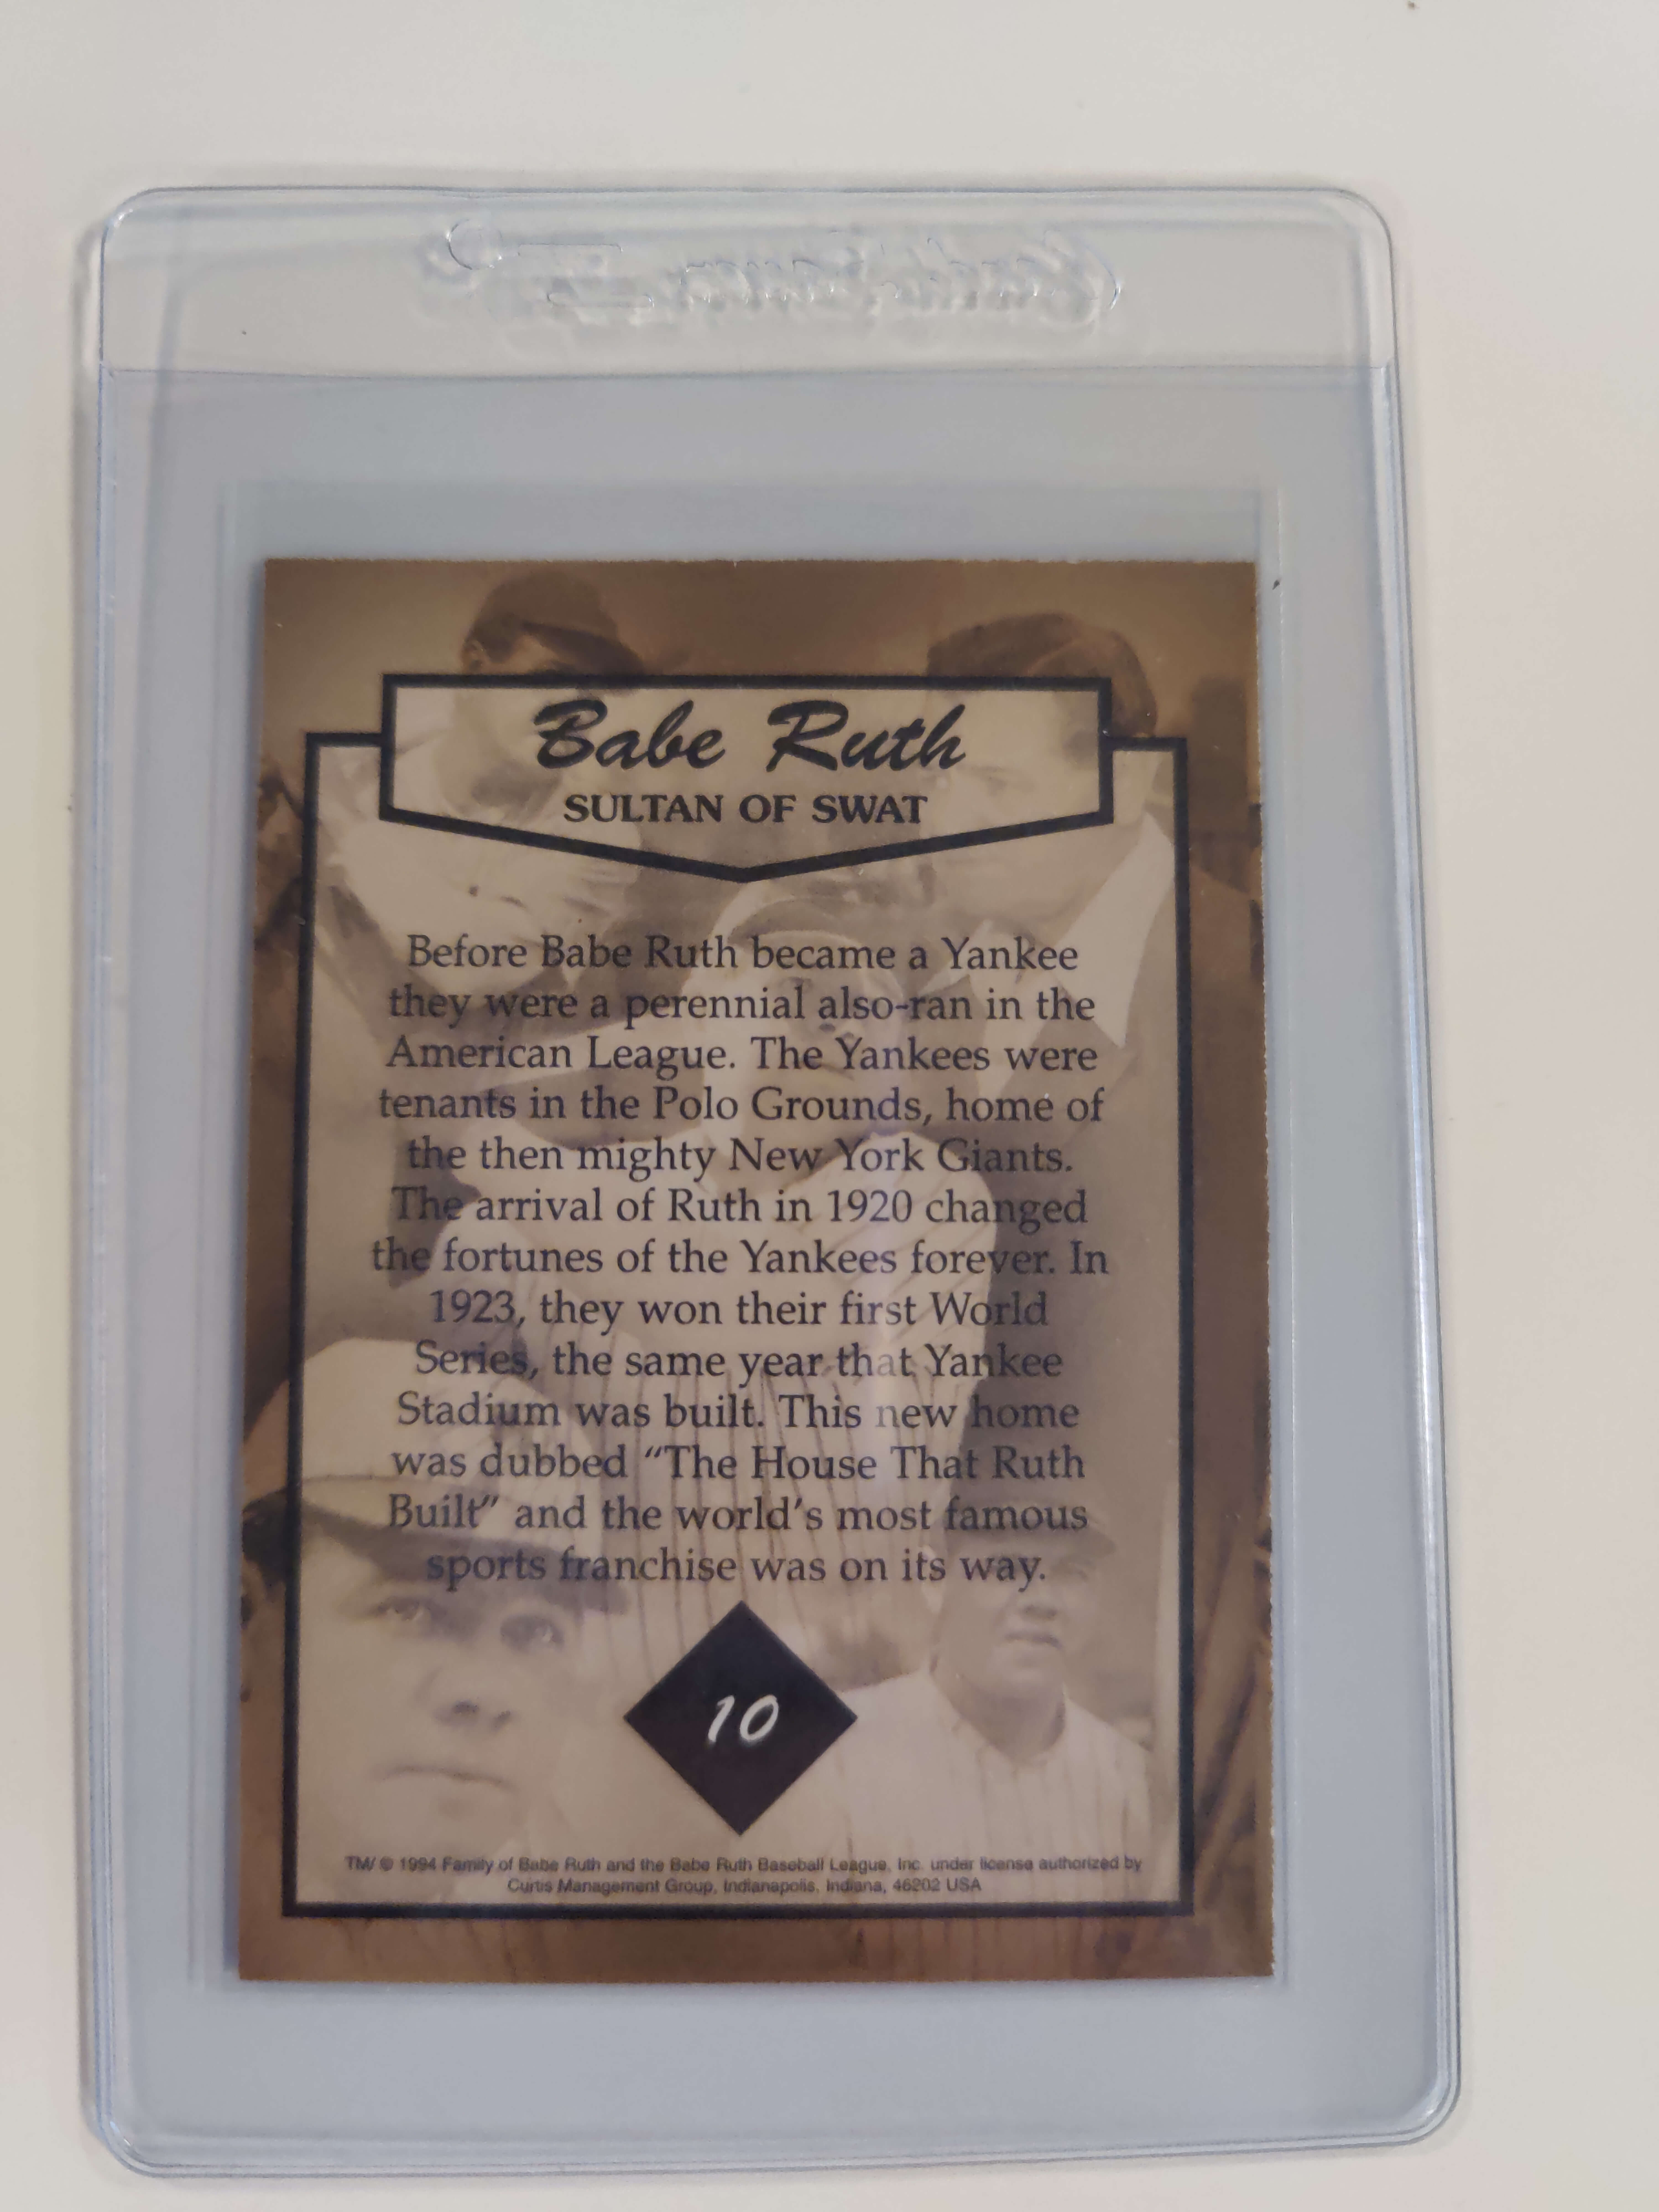 Babe Ruth
SULTAN OF SWAT
Before Babe Ruth became a Yankee
they were a perennial also-ran in the
American League. The Yankees were
tenants in the Polo Grounds, home of
the then mighty New York Giants.
The arrival of Ruth in 1920 changed
the fortunes of the Yankees forever. In
1923, they won their first World
Series, the same year that Yankee
Stadium was built. This new home
was dubbed “The House That Ruth
Built” and the world's most famous
sports franchise was on its way.
10
TM/ © 1994 Family of Babe Ruth and the Babe Ruth Baseball League, Inc. under license authorized by
Curtis Management Group, Indianapolis, Indiana, 46202 USA